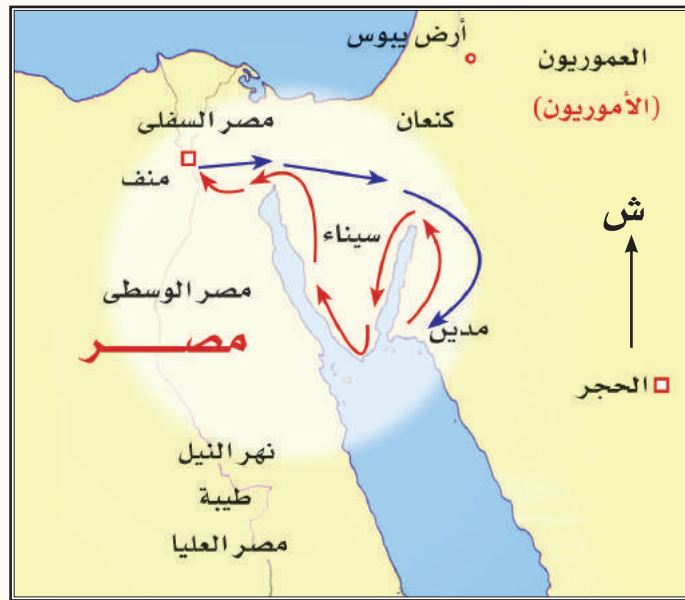 أرض يبوس
العموريون
(الأموريون)
كنعان
مصر السفلى
منف
ش
سيناء
مصر الوسطى
مدين
مصر
الحجر
نهر النيل
طيبة
مصر العليا